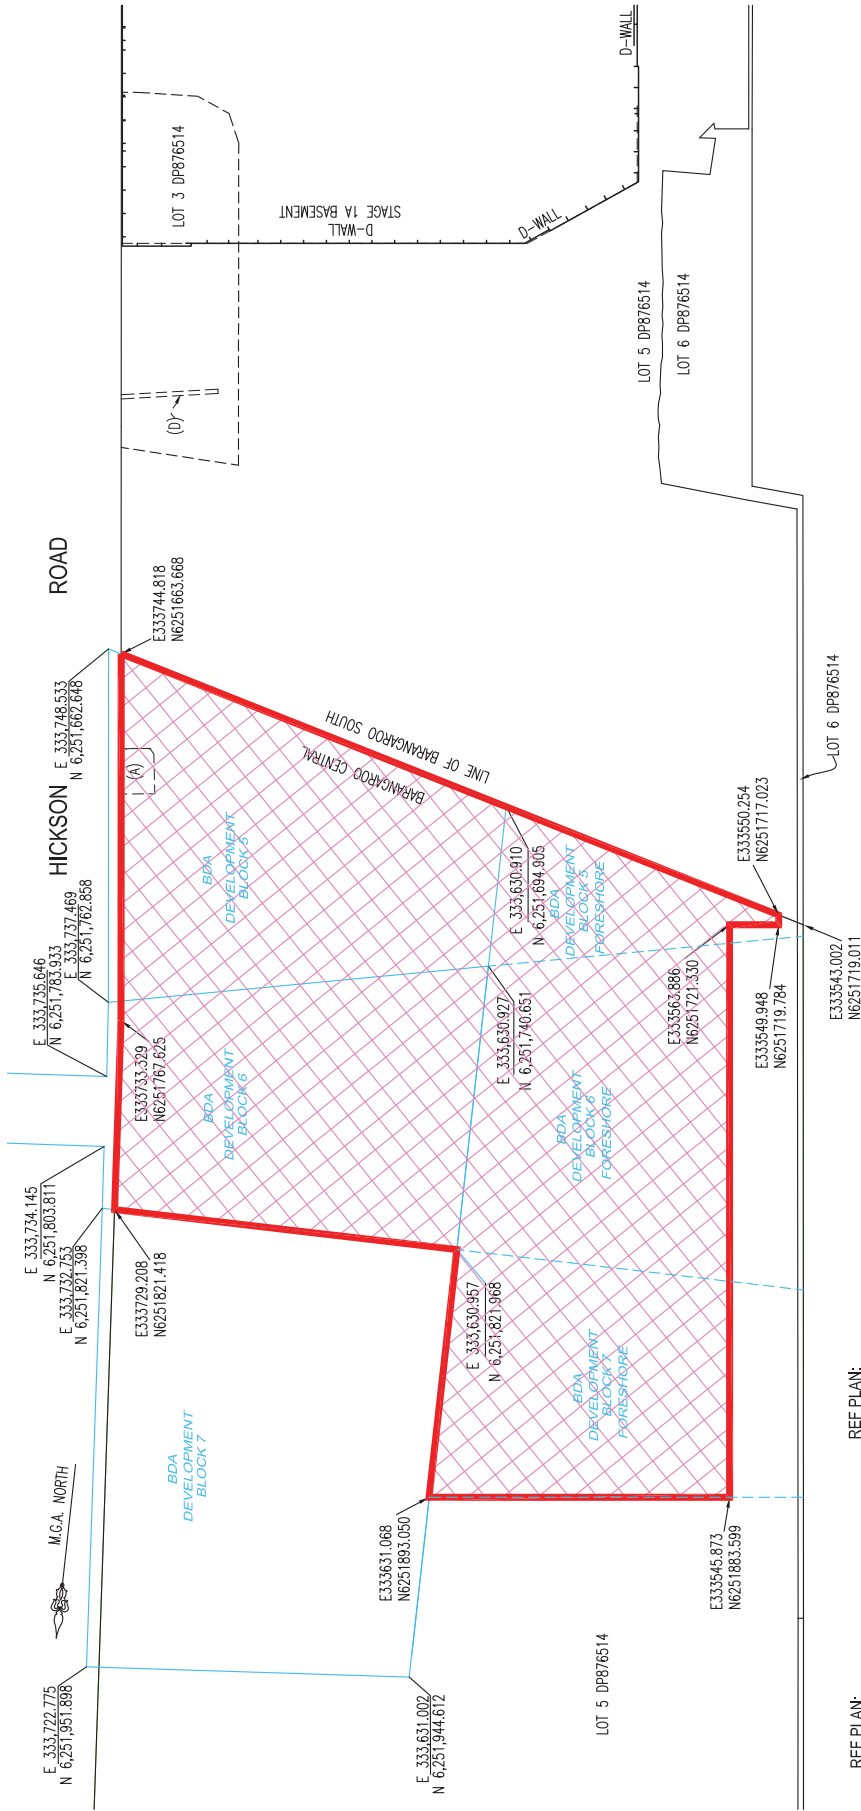 HICKSON ROAD
M.G.A. NORTH
E 333,722.775
N 6,251,951.898
E 333,734.145
N 6,251,803.811
E 333,732.753
N 6,251,821.398
E 333,735.646
N 6,251,783.933
E 333,737.469
N 6,251,762.858
E 333,748.533
N 6,251,662.648
E333744.818
N6251663.668
E333729.208
N6251821.418
E333733.329
N6251767.625
(A)
(D)
LOT 3 DP876514
D-WALL
STAGE 1A BASEMENT
D-WALL
D-WALL
BDA
DEVELOPMENT
BLOCK 7
BDA
DEVELOPMENT
BLOCK 6
BDA
DEVELOPMENT
BLOCK 5
BARANGAROO CENTRAL
LINE OF BARANGAROO SOUTH
E333631.068
N6251893.050
E 333,631.002
N 6,251,944.612
E 333,630.957
N 6,251,821.968
E 333,630.927
N 6,251,740.651
E 333,630.910
N 6,251,694.905
BDA
DEVELOPMENT
BLOCK 7
FORESHORE
BDA
DEVELOPMENT
BLOCK 6
FORESHORE
BDA
DEVELOPMENT
BLOCK 5
FORESHORE
LOT 5 DP876514
LOT 6 DP876514
LOT 5 DP876514
E333545.873
N6251883.599
E333563.886
N6251721.330
E333549.948
N6251719.784
E333550.254
N6251717.023
E333543.002
N6251719.011
LOT 6 DP876514
REF PLAN:
REF PLAN: